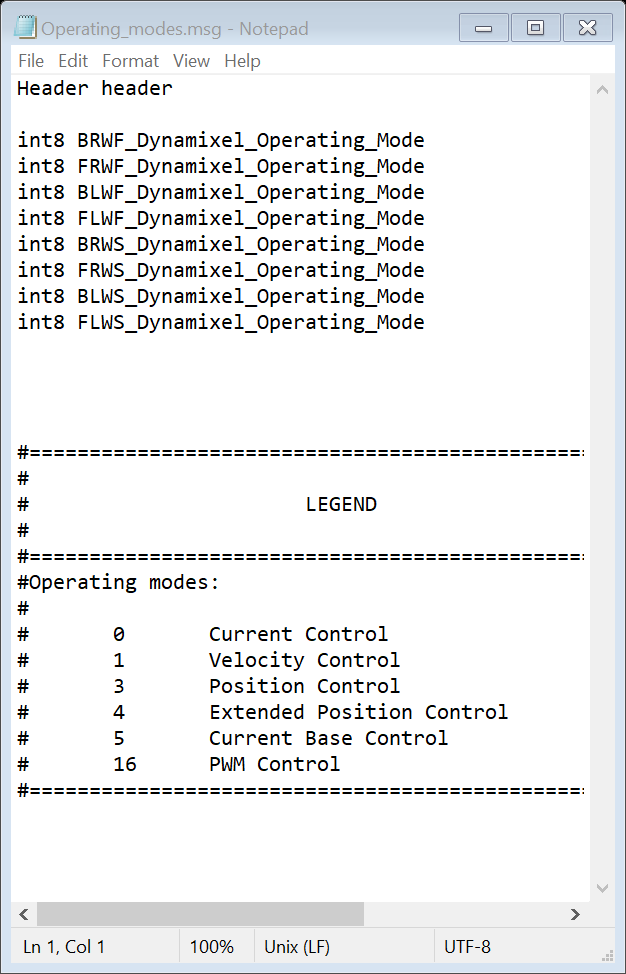 Operating_modes.msg - Notepad
File Edit Format View Help
Header header
int8 BRWF_Dynamixel_Operating_Mode
int8 FRWF_Dynamixel_Operating_Mode
int8 BLWF_Dynamixel_Operating_Mode
int8 FLWF_Dynamixel_Operating_Mode
int8 BRWS_Dynamixel_Operating_Mode
int8 FRWS_Dynamixel_Operating_Mode
int8 BLWS_Dynamixel_Operating_Mode
int8 FLWS_Dynamixel_Operating_Mode
#===============================================
#
# LEGEND
#
#===============================================
#Operating modes:
#
# 0 Current Control
# 1 Velocity Control
# 3 Position Control
# 4 Extended Position Control
# 5 Current Base Control
# 16 PWM Control
#===============================================
Ln 1, Col 1 100% Unix (LF) UTF-8